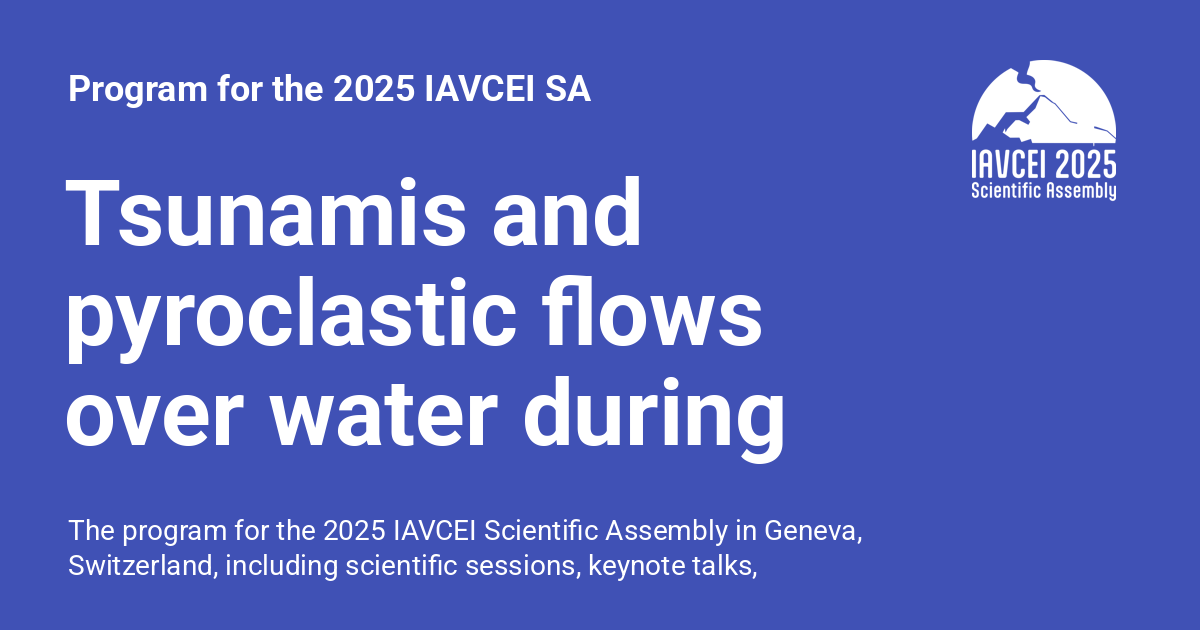 Program for the 2025 IAVCEI SA
IAVCEI 2025
Scientific Assembly
Tsunamis and
pyroclastic flows
over water during
The program for the 2025 IAVCEI Scientific Assembly in Geneva,
Switzerland, including scientific sessions, keynote talks,